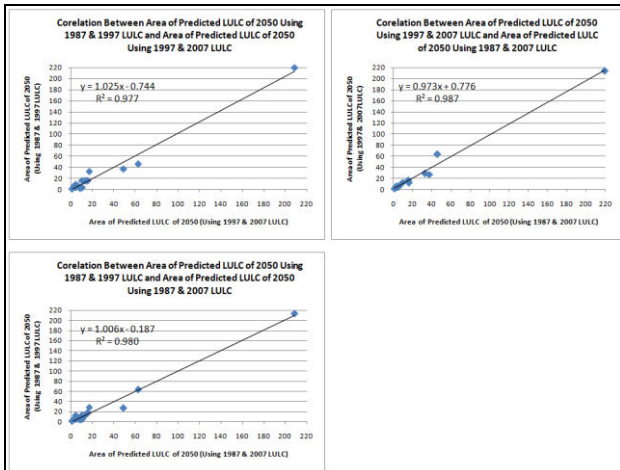 Corelation Between Area of Predicted LULC of 2050 Using
1987 & 1997 LULC and Area of Predicted LULC of 2050
Using 1997 & 2007 LULC
y = 1.025x - 0.744
R² = 0.977
Area of Predicted LULC of 2050
(Using 1987 & 1997 LULC)
220
200
180
160
140
120
100
80
60
40
20
0
0 20 40 60 80 100 120 140 160 180 200 220
Area of Predicted LULC of 2050 (Using 1997 & 2007 LULC)
Corelation Between Area of Predicted LULC of 2050
Using 1997 & 2007 LULC and Area of Predicted LULC
of 2050 Using 1987 & 2007 LULC
y = 0.973x + 0.776
R² = 0.987
Area of Predicted LULC of 2050
(Using 1997 & 2007 LULC)
220
200
180
160
140
120
100
80
60
40
20
0
0 20 40 60 80 100 120 140 160 180 200 220
Area of Predicted LULC of 2050 (Using 1987 & 2007 LULC)
Corelation Between Area of Predicted LULC of 2050 Using
1987 & 1997 LULC and Area of Predicted LULC of 2050
Using 1987 & 2007 LULC
y = 1.006x - 0.187
R² = 0.980
Area of Predicted LULC of 2050
(Using 1987 & 1997 LULC)
220
200
180
160
140
120
100
80
60
40
20
0
0 20 40 60 80 100 120 140 160 180 200 220
Area of Predicted LULC of 2050 (Using 1987 & 2007 LULC)